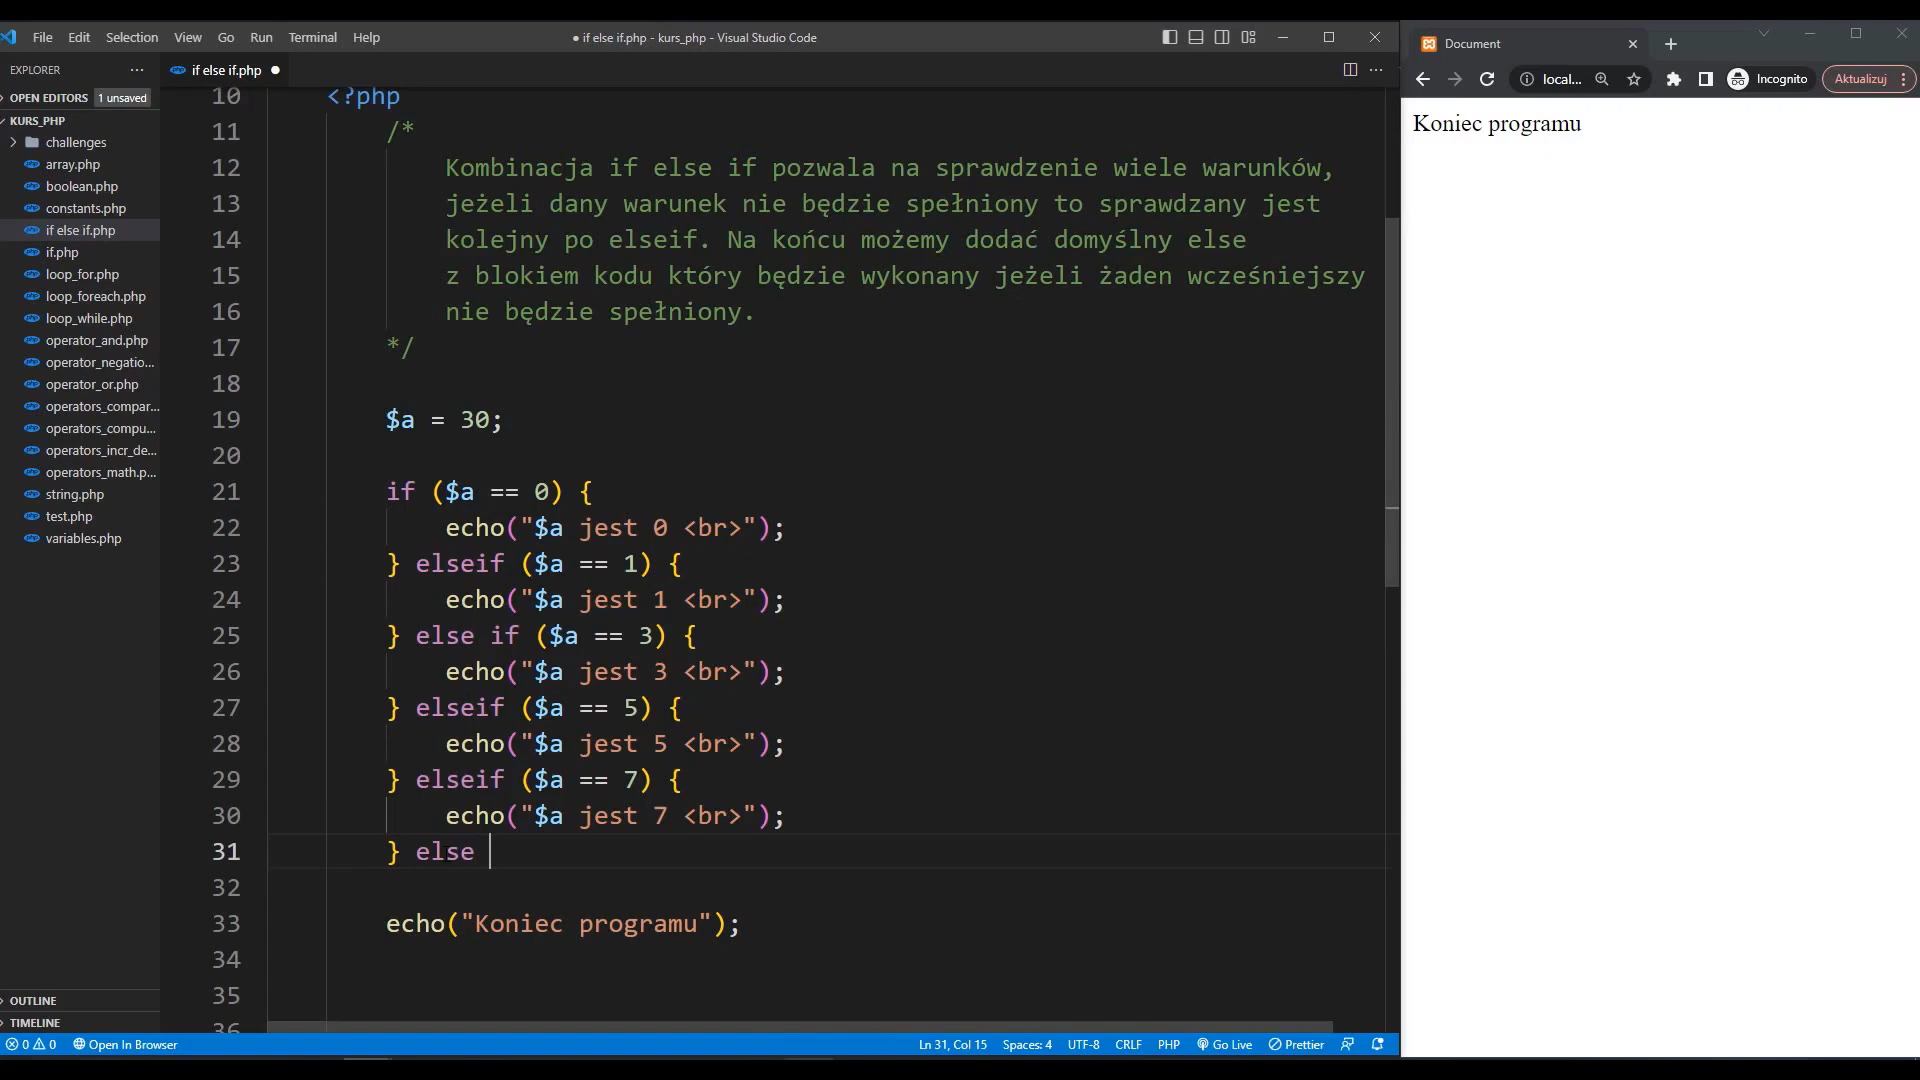 File Edit Selection View Go Run Terminal Help
● if else if.php - kurs_php - Visual Studio Code
EXPLORER ...
OPEN EDITORS 1 unsaved
KURS_PHP
challenges
array.php
boolean.php
constants.php
if else if.php
if.php
loop_for.php
loop_foreach.php
loop_while.php
operator_and.php
operator_negatio...
operator_or.php
operators_compar...
operators_compu...
operators_incr_de...
operators_math.p...
string.php
test.php
variables.php
OUTLINE
TIMELINE
if else if.php ●
10 <?php
11 /*
12 Kombinacja if else if pozwala na sprawdzenie wiele warunków,
13 jeżeli dany warunek nie będzie spełniony to sprawdzany jest
14 kolejny po elseif. Na końcu możemy dodać domyślny else
15 z blokiem kodu który będzie wykonany jeżeli żaden wcześniejszy
16 nie będzie spełniony.
17 */
18
19 $a = 30;
20
21 if ($a == 0) {
22 echo("$a jest 0 <br>");
23 } elseif ($a == 1) {
24 echo("$a jest 1 <br>");
25 } else if ($a == 3) {
26 echo("$a jest 3 <br>");
27 } elseif ($a == 5) {
28 echo("$a jest 5 <br>");
29 } elseif ($a == 7) {
30 echo("$a jest 7 <br>");
31 } else
32
33 echo("Koniec programu");
34
35
36
0 0 Open In Browser Ln 31, Col 15 Spaces: 4 UTF-8 CRLF PHP Go Live Prettier
Document
local... Incognito Aktualizuj
Koniec programu